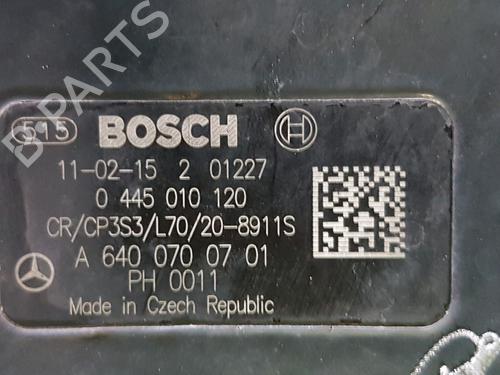 515 BOSCH
11-02-15 2 01227
0 445 010 120
CR/CP3S3/L70/20-8911S
A 640 070 07 01
PH 0011
Made in Czech Republic
B-PARTS